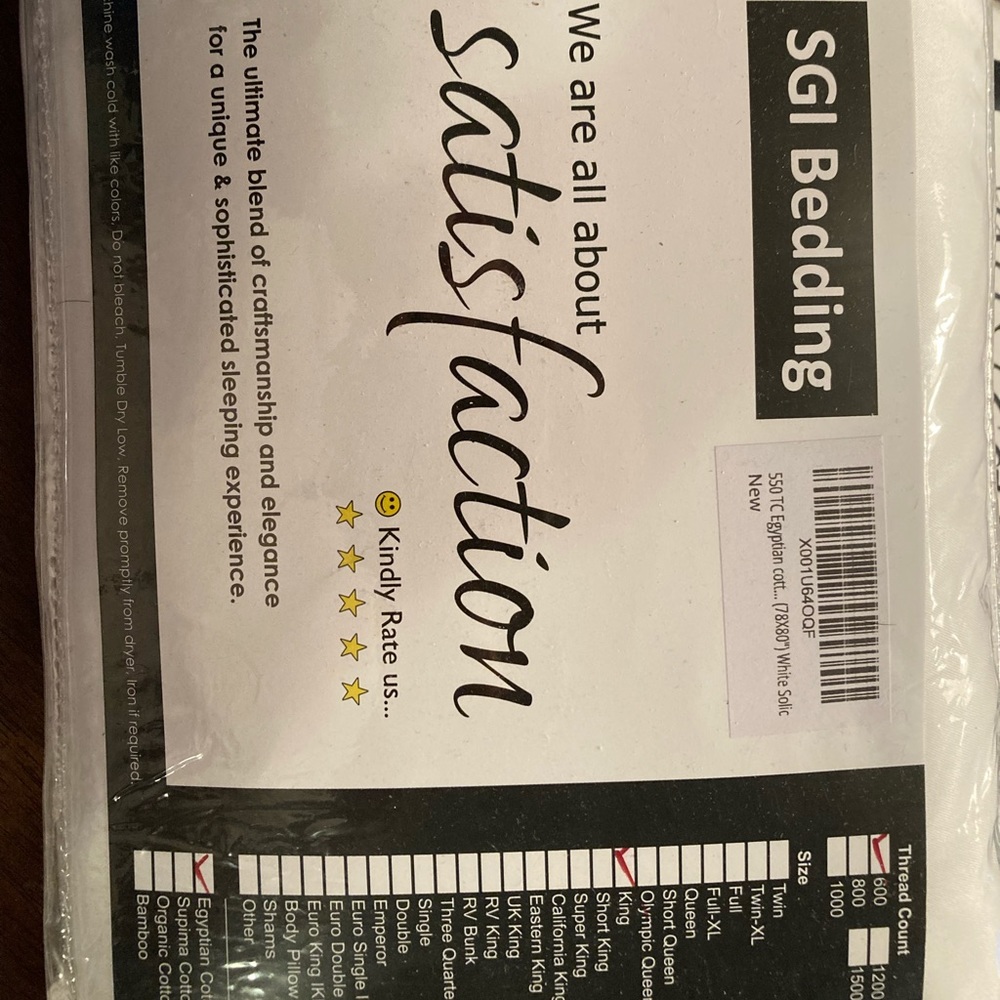 SGI Bedding
X001U64OQF
550 TC Egyptian cott... (78X80") White Solic
New
We are all about
satisfaction
Kindly Rate us...
The ultimate blend of craftsmanship and elegance
for a unique & sophisticated sleeping experience.
hine wash cold with like colors, Do not bleach, Tumble Dry Low, Remove promptly from dryer, Iron if required.
Thread Count
600 1200
800 1500
1000
Size
Twin
Twin-XL
Full
Full-XL
Queen
Short Queen
Olympic Queen
King
Short King
Super King
California King
Eastern King
UK King
RV King
RV Bunk
Three Quarte
Single
Double
Emperor
Euro Single I
Euro Double
Euro King IK
Body Pillow
Shams
Other
Egyptian Cot
Supima Cotto
Organic Cotto
Bamboo